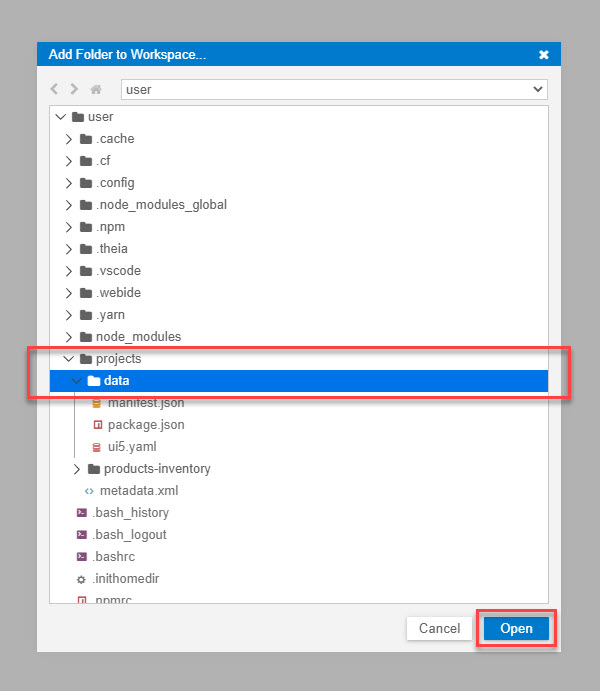 Add Folder to Workspace...
user
user
.cache
.cf
.config
.node_modules_global
.npm
.theia
.vscode
.webide
.yarn
node_modules
projects
data
manifest.json
package.json
ui5.yaml
products-inventory
metadata.xml
.bash_history
.bash_logout
.bashrc
.inithomedir
.npmrc
Cancel Open